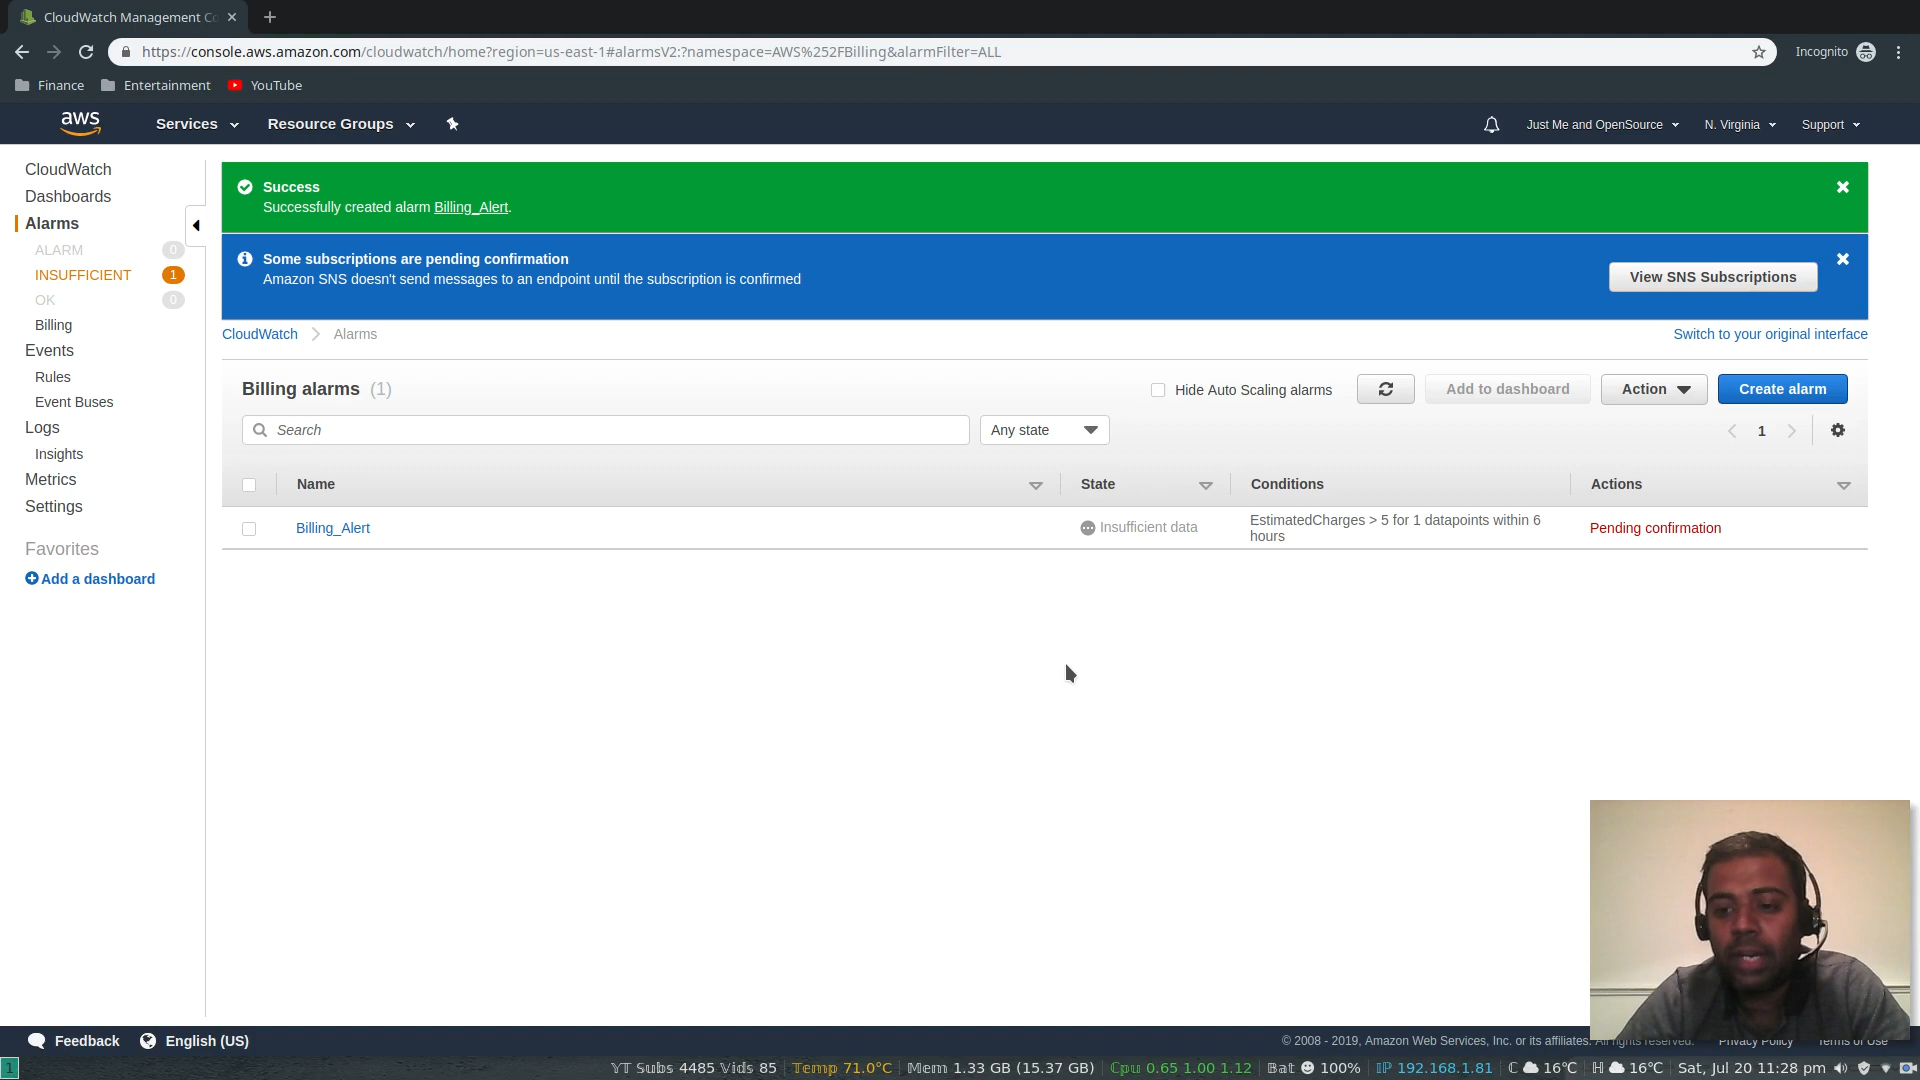 CloudWatch Management Co
https://console.aws.amazon.com/cloudwatch/home?region=us-east-1#alarmsV2:?namespace=AWS%252FBilling&alarmFilter=ALL
Incognito
Finance
Entertainment
YouTube
aws
Services
Resource Groups
Just Me and OpenSource
N. Virginia
Support
CloudWatch
Dashboards
Alarms
ALARM 0
INSUFFICIENT 1
OK 0
Billing
Events
Rules
Event Buses
Logs
Insights
Metrics
Settings
Favorites
Add a dashboard
Success
Successfully created alarm Billing_Alert.
Some subscriptions are pending confirmation
Amazon SNS doesn't send messages to an endpoint until the subscription is confirmed
View SNS Subscriptions
CloudWatch Alarms
Switch to your original interface
Billing alarms (1)
Hide Auto Scaling alarms
Add to dashboard
Action
Create alarm
Search
Any state
1
Name State Conditions Actions
Billing_Alert
Insufficient data
EstimatedCharges > 5 for 1 datapoints within 6
hours
Pending confirmation
Feedback
English (US)
© 2008 - 2019, Amazon Web Services, Inc. or its affiliates. All rights reserved.
Privacy Policy
Terms of Use
1
YT Subs 4485 Vids 85 Temp 71.0°C Mem 1.33 GB (15.37 GB) Cpu 0.65 1.00 1.12 Bat 100% IP 192.168.1.81 C 16°C H 16°C Sat, Jul 20 11:28 pm